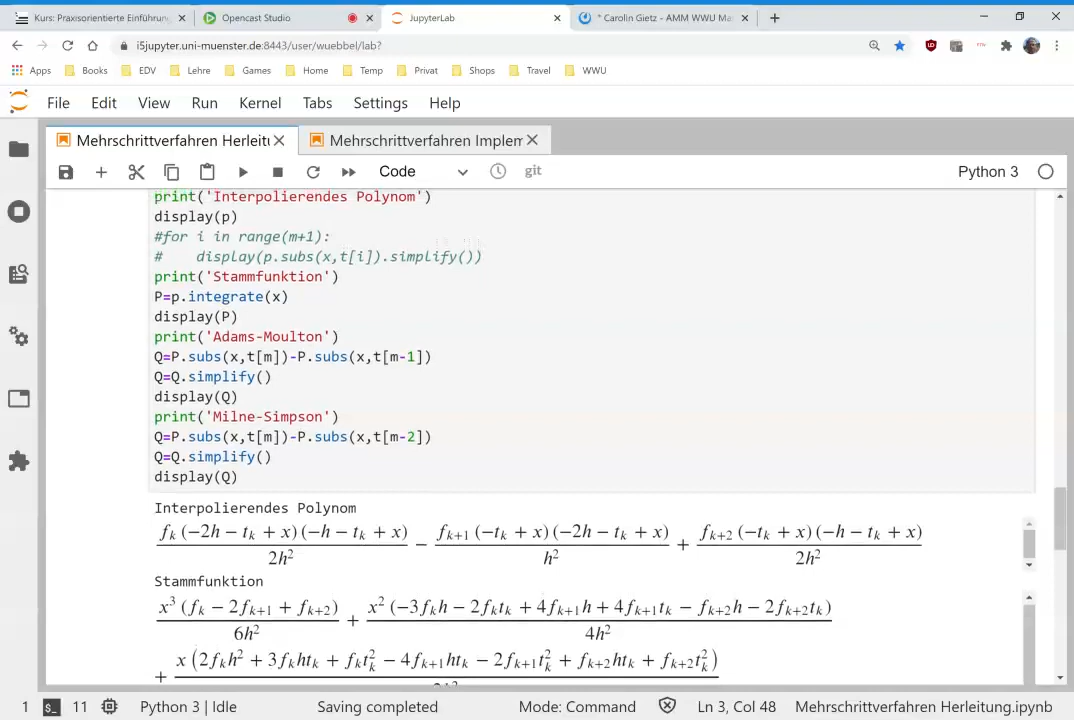 Kurs: Praxisorientierte Einführung
Opencast Studio
JupyterLab
* Carolin Gietz - AMM WWU Ma
i5jupyter.uni-muenster.de:8443/user/wuebbel/lab?
Apps Books EDV Lehre Games Home Temp Privat Shops Travel WWU
File Edit View Run Kernel Tabs Settings Help
Mehrschrittverfahren Herleitu
Mehrschrittverfahren Implem
Code
git
Python 3
print('Interpolierendes Polynom')
display(p)
#for i in range(m+1):
#    display(p.subs(x,t[i]).simplify())
print('Stammfunktion')
P=p.integrate(x)
display(P)
print('Adams-Moulton')
Q=P.subs(x,t[m])-P.subs(x,t[m-1])
Q=Q.simplify()
display(Q)
print('Milne-Simpson')
Q=P.subs(x,t[m])-P.subs(x,t[m-2])
Q=Q.simplify()
display(Q)
Interpolierendes Polynom
f_k (−2h − t_k + x) (−h − t_k + x) / 2h² − f_{k+1} (−t_k + x) (−2h − t_k + x) / h² + f_{k+2} (−t_k + x) (−h − t_k + x) / 2h²
Stammfunktion
x³ (f_k − 2f_{k+1} + f_{k+2}) / 6h² + x² (−3f_k h − 2f_k t_k + 4f_{k+1} h + 4f_{k+1} t_k − f_{k+2} h − 2f_{k+2} t_k) / 4h²
+ x (2f_k h² + 3f_k h t_k + f_k t_k² − 4f_{k+1} h t_k − 2f_{k+1} t_k² + f_{k+2} h t_k + f_{k+2} t_k²)
1 11 Python 3 | Idle Saving completed Mode: Command Ln 3, Col 48 Mehrschrittverfahren Herleitung.ipynb